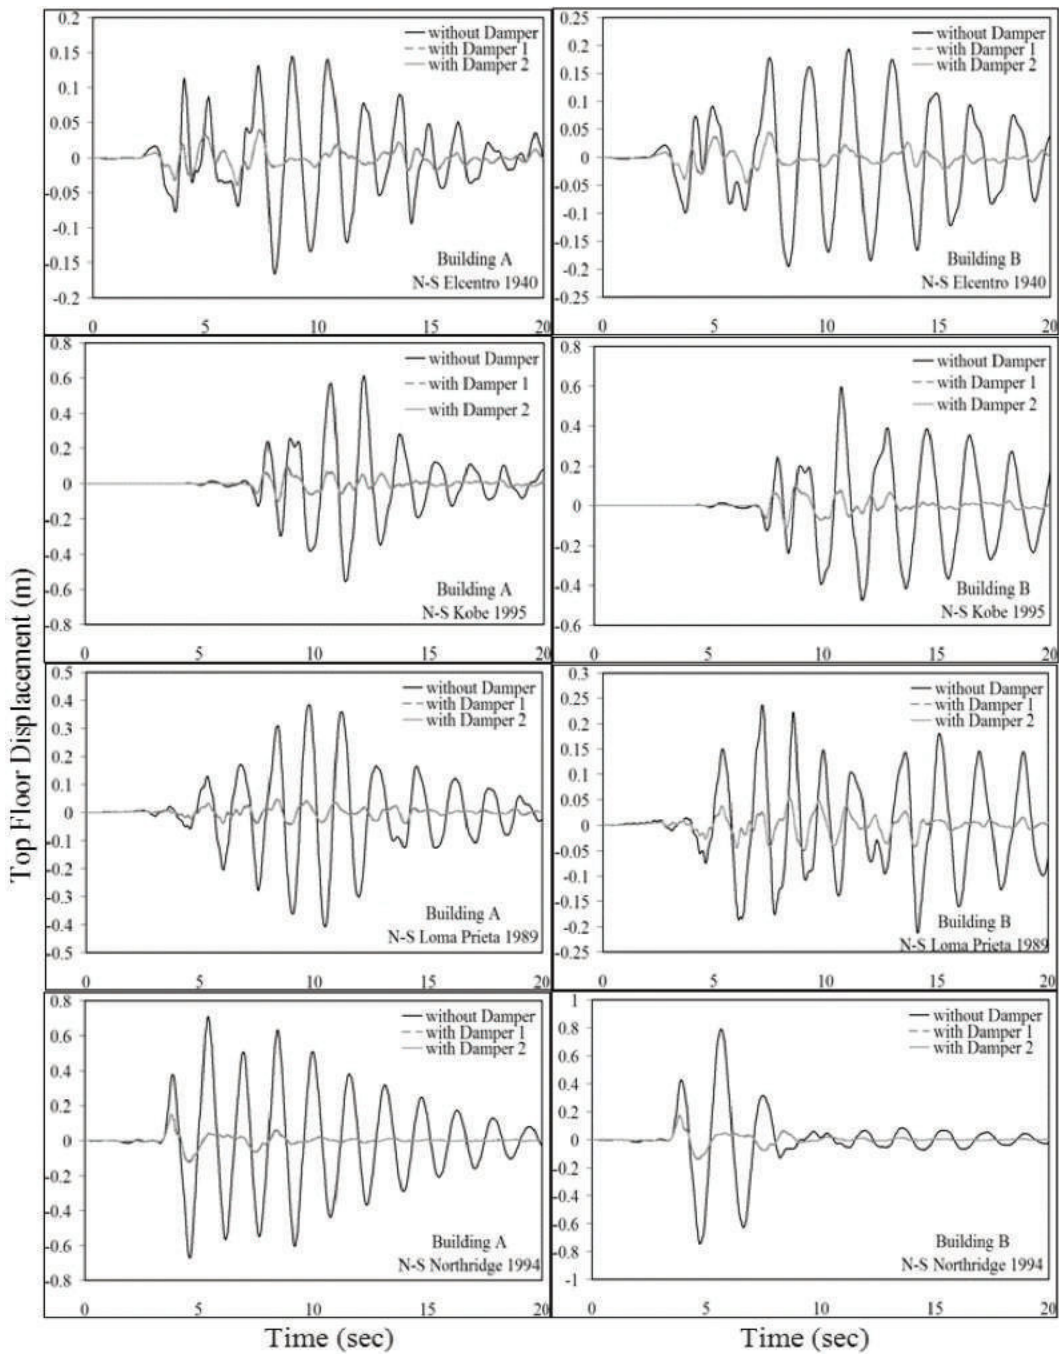 Top Floor Displacement (m)
0.2
0.15
0.1
0.05
0
-0.05
-0.1
-0.15
-0.2
without Damper
with Damper 1
with Damper 2
Building A
N-S Elcentro 1940
0
5
10
15
20
0.25
0.2
0.15
0.1
0.05
0
-0.05
-0.1
-0.15
-0.2
-0.25
without Damper
with Damper 1
with Damper 2
Building B
N-S Elcentro 1940
0
5
10
15
20
0.8
0.6
0.4
0.2
0
-0.2
-0.4
-0.6
-0.8
without Damper
with Damper 1
with Damper 2
Building A
N-S Kobe 1995
0
5
10
15
20
0.8
0.6
0.4
0.2
0
-0.2
-0.4
-0.6
without Damper
with Damper 1
with Damper 2
Building B
N-S Kobe 1995
0
5
10
15
20
0.5
0.4
0.3
0.2
0.1
0
-0.1
-0.2
-0.3
-0.4
-0.5
without Damper
with Damper 1
with Damper 2
Building A
N-S Loma Prieta 1989
0
5
10
15
20
0.3
0.25
0.2
0.15
0.1
0.05
0
-0.05
-0.1
-0.15
-0.2
-0.25
without Damper
with Damper 1
with Damper 2
Building B
N-S Loma Prieta 1989
0
5
10
15
20
0.8
0.6
0.4
0.2
0
-0.2
-0.4
-0.6
-0.8
without Damper
with Damper 1
with Damper 2
Building A
N-S Northridge 1994
0
5
10
15
20
1
0.8
0.6
0.4
0.2
0
-0.2
-0.4
-0.6
-0.8
-1
without Damper
with Damper 1
with Damper 2
Building B
N-S Northridge 1994
0
5
10
15
20
Time (sec)
Time (sec)